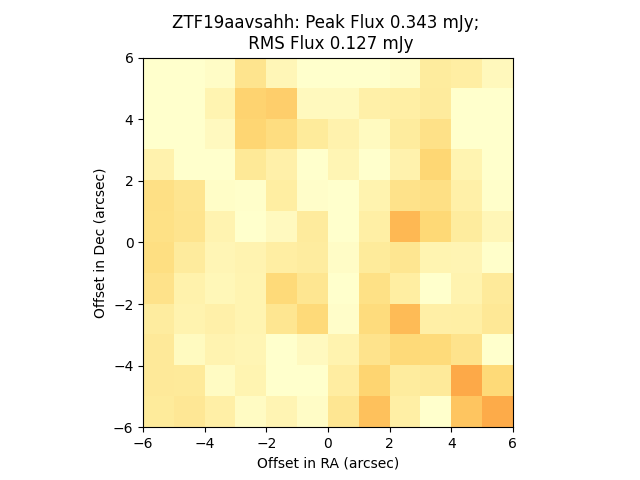 ZTF19aavsahh: Peak Flux 0.343 mJy;
RMS Flux 0.127 mJy
6
4
2
0
−2
−4
−6
Offset in Dec (arcsec)
−6 −4 −2 0 2 4 6
Offset in RA (arcsec)